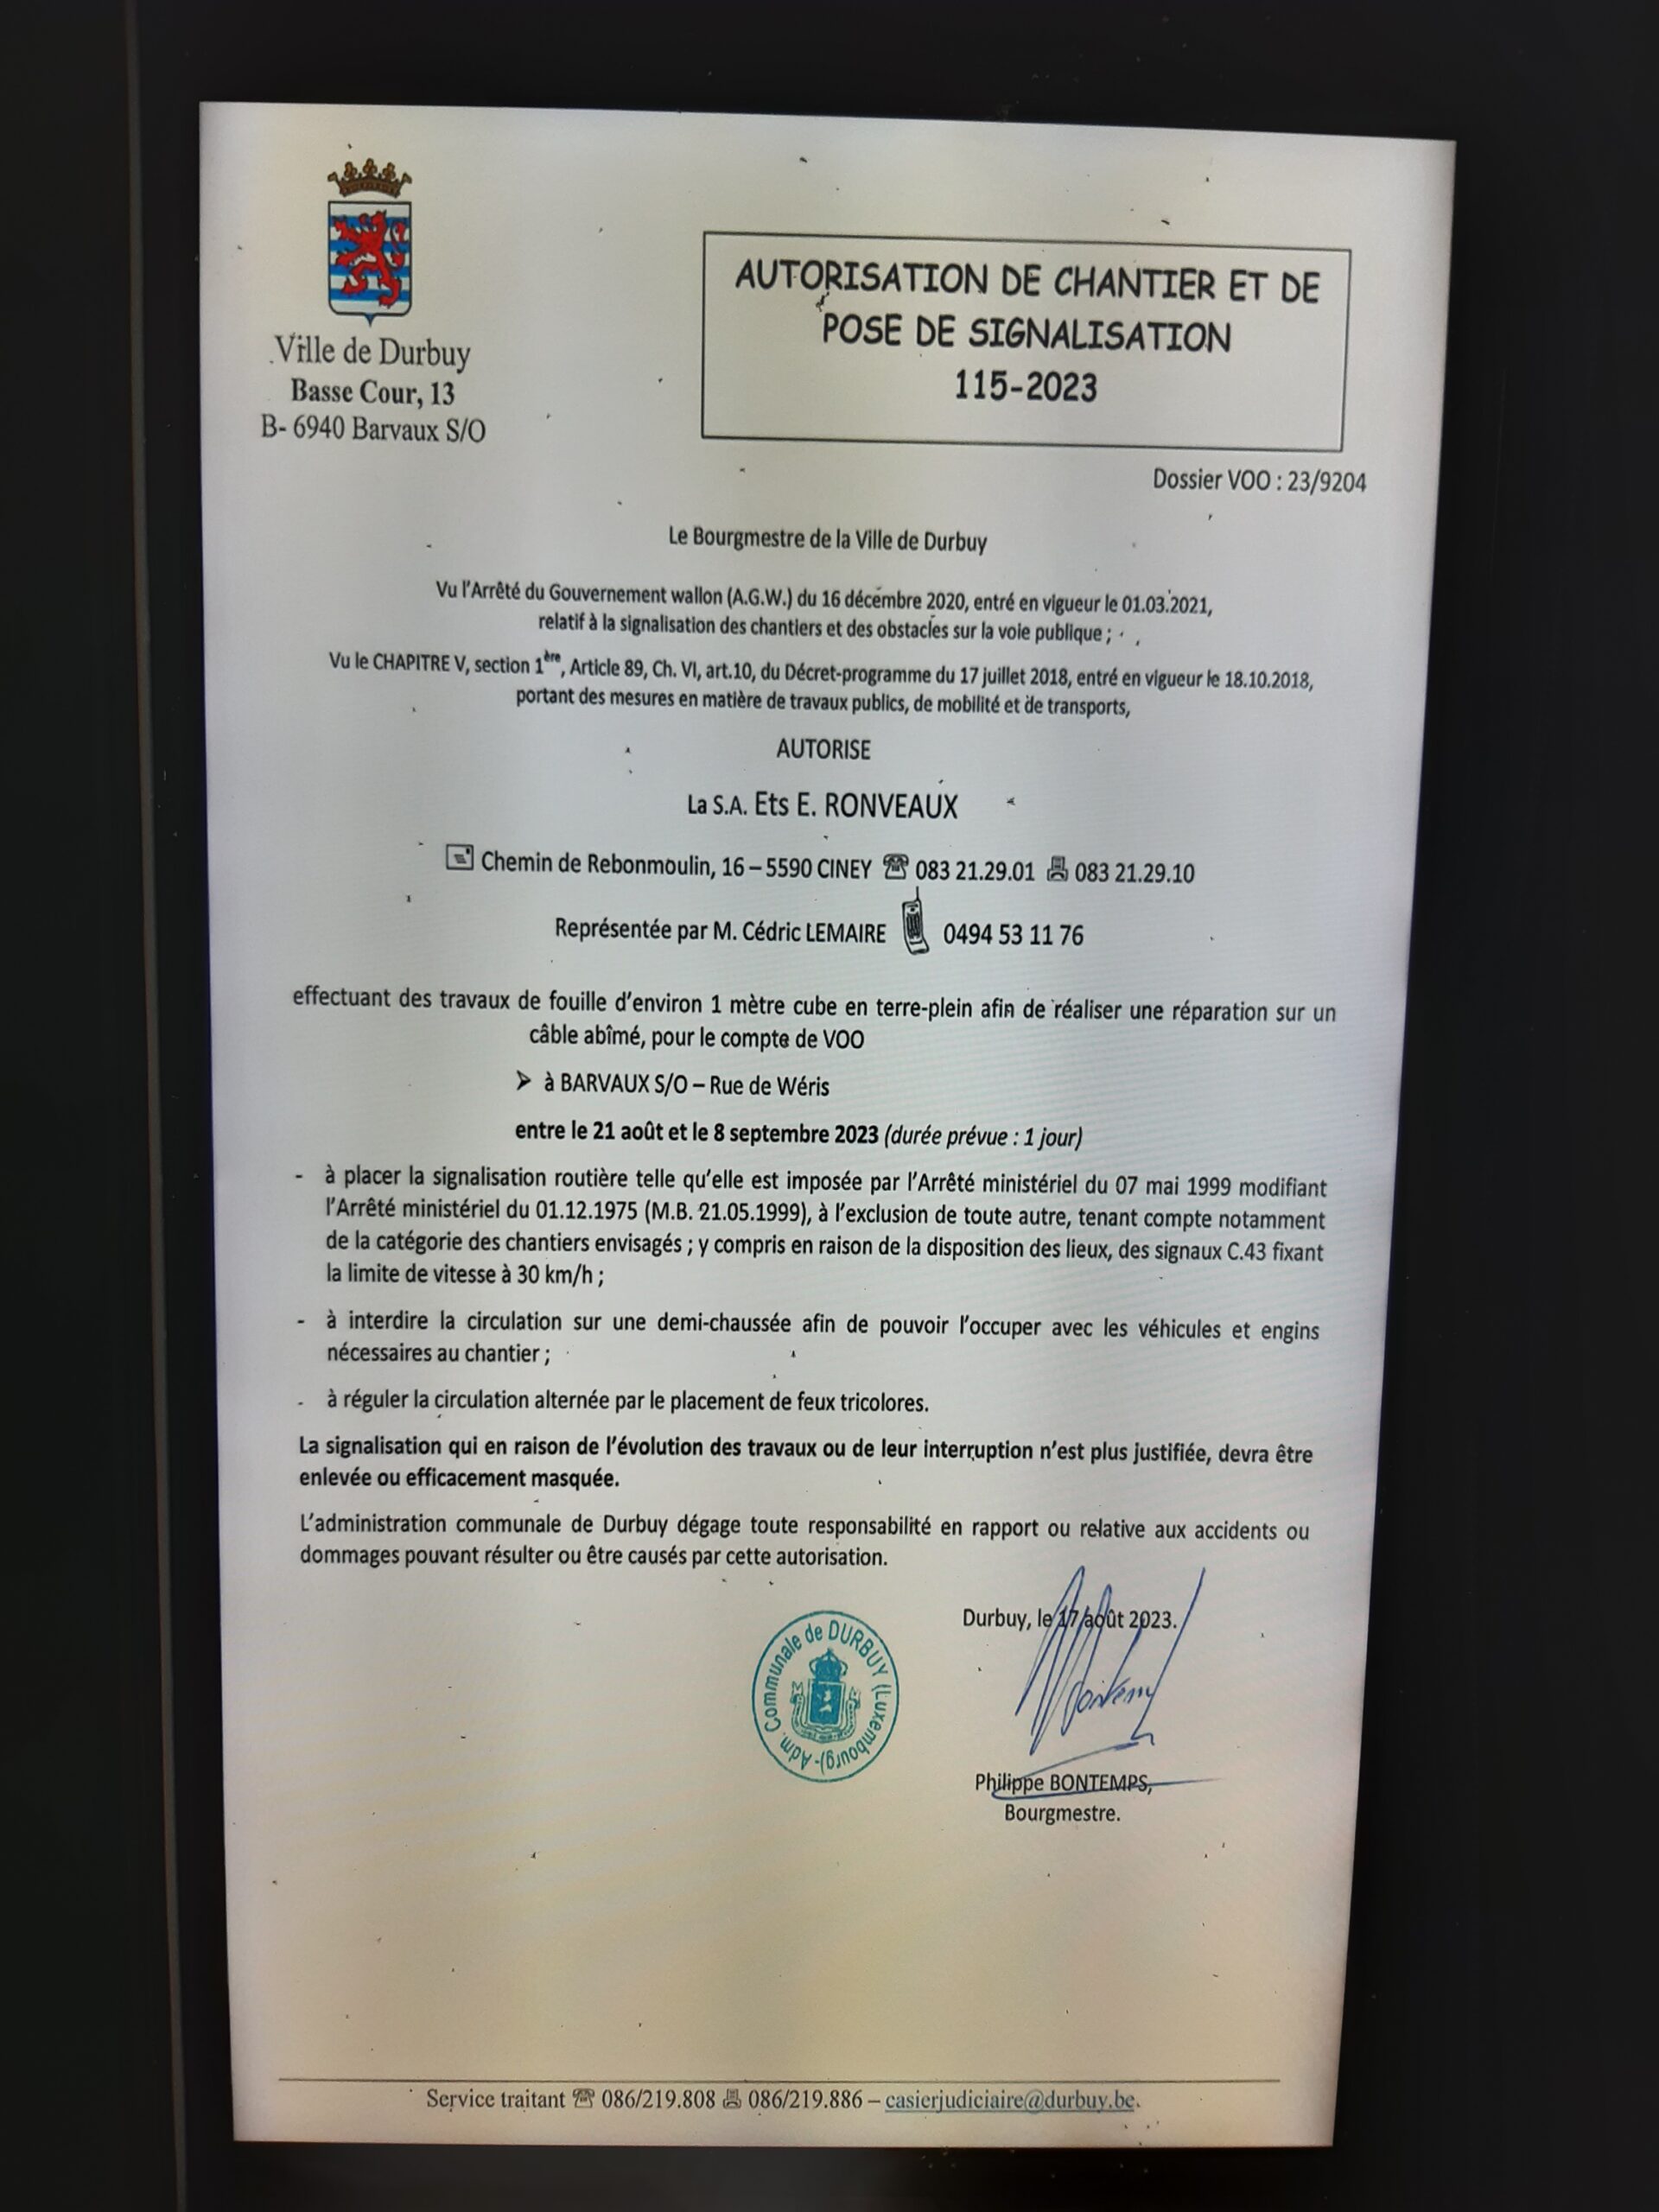 Ville de Durbuy
Basse Cour, 13
B- 6940 Barvaux S/O
AUTORISATION DE CHANTIER ET DE
POSE DE SIGNALISATION
115-2023
Dossier VOO : 23/9204
Le Bourgmestre de la Ville de Durbuy
Vu l'Arrêté du Gouvernement wallon (A.G.W.) du 16 décembre 2020, entré en vigueur le 01.03.2021,
relatif à la signalisation des chantiers et des obstacles sur la voie publique ;
Vu le CHAPITRE V, section 1ère, Article 89, Ch. VI, art.10, du Décret-programme du 17 juillet 2018, entré en vigueur le 18.10.2018,
portant des mesures en matière de travaux publics, de mobilité et de transports,
AUTORISE
La S.A. Ets E. RONVEAUX
Chemin de Rebonmoulin, 16 – 5590 CINEY 083 21.29.01 083 21.29.10
Représentée par M. Cédric LEMAIRE 0494 53 11 76
effectuant des travaux de fouille d'environ 1 mètre cube en terre-plein afin de réaliser une réparation sur un
câble abîmé, pour le compte de VOO
➢ à BARVAUX S/O – Rue de Wéris
entre le 21 août et le 8 septembre 2023 (durée prévue : 1 jour)
- à placer la signalisation routière telle qu'elle est imposée par l'Arrêté ministériel du 07 mai 1999 modifiant
l'Arrêté ministériel du 01.12.1975 (M.B. 21.05.1999), à l'exclusion de toute autre, tenant compte notamment
de la catégorie des chantiers envisagés ; y compris en raison de la disposition des lieux, des signaux C.43 fixant
la limite de vitesse à 30 km/h ;
- à interdire la circulation sur une demi-chaussée afin de pouvoir l'occuper avec les véhicules et engins
nécessaires au chantier ;
- à réguler la circulation alternée par le placement de feux tricolores.
La signalisation qui en raison de l'évolution des travaux ou de leur interruption n'est plus justifiée, devra être
enlevée ou efficacement masquée.
L'administration communale de Durbuy dégage toute responsabilité en rapport ou relative aux accidents ou
dommages pouvant résulter ou être causés par cette autorisation.
Durbuy, le 17 août 2023.
Adm. Communale de DURBUY (Luxembourg)-
Philippe BONTEMPS,
Bourgmestre.
Service traitant 086/219.808 086/219.886 – casierjudiciaire@durbuy.be.